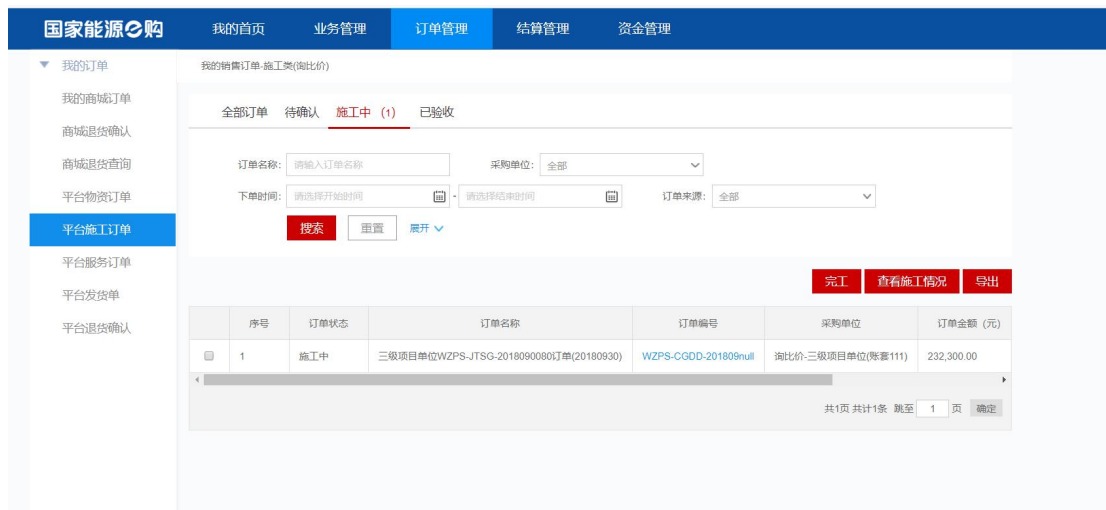 国家能源e购 我的首页 业务管理 订单管理 结算管理 资金管理
我的订单
我的商城订单
商城退货确认
商城退货查询
平台物资订单
平台施工订单
平台服务订单
平台发货单
平台退货确认
我的销售订单-施工类(询比价)
全部订单 待确认 施工中 (1) 已验收
订单名称: 请输入订单名称 采购单位: 全部
下单时间: 请选择开始时间 - 请选择结束时间 订单来源: 全部
搜索 重置 展开
完工 查看施工情况 导出
序号 订单状态 订单名称 订单编号 采购单位 订单金额 (元)
1 施工中 三级项目单位WZPS-JTSG-2018090080订单(20180930) WZPS-CGDD-201809null 询比价-三级项目单位(账套111) 232,300.00
共1页 共计1条 跳至 1 页 确定